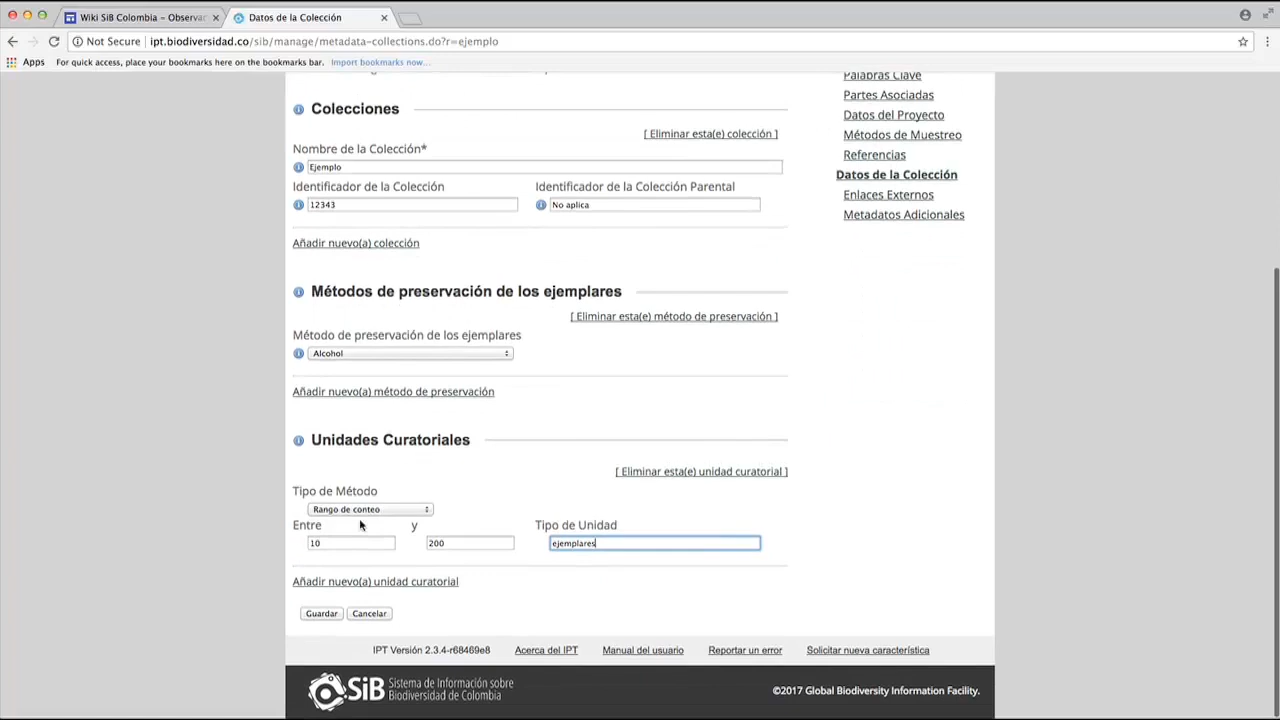 Wiki SiB Colombia – Observa
Datos de la Colección
Not Secure | ipt.biodiversidad.co/sib/manage/metadata-collections.do?r=ejemplo
Apps For quick access, place your bookmarks here on the bookmarks bar. Import bookmarks now...
Palabras Clave
Partes Asociadas
Datos del Proyecto
Métodos de Muestreo
Referencias
Datos de la Colección
Enlaces Externos
Metadatos Adicionales
Colecciones
[ Eliminar esta(e) colección ]
Nombre de la Colección*
Ejemplo
Identificador de la Colección Identificador de la Colección Parental
12343 No aplica
Añadir nuevo(a) colección
Métodos de preservación de los ejemplares
[ Eliminar esta(e) método de preservación ]
Método de preservación de los ejemplares
Alcohol
Añadir nuevo(a) método de preservación
Unidades Curatoriales
[ Eliminar esta(e) unidad curatorial ]
Tipo de Método
Rango de conteo
Entre y Tipo de Unidad
10 200 ejemplares
Añadir nuevo(a) unidad curatorial
Guardar Cancelar
IPT Versión 2.3.4-r68469e8 Acerca del IPT Manual del usuario Reportar un error Solicitar nueva característica
SiB Sistema de Información sobre
Biodiversidad de Colombia
©2017 Global Biodiversity Information Facility.